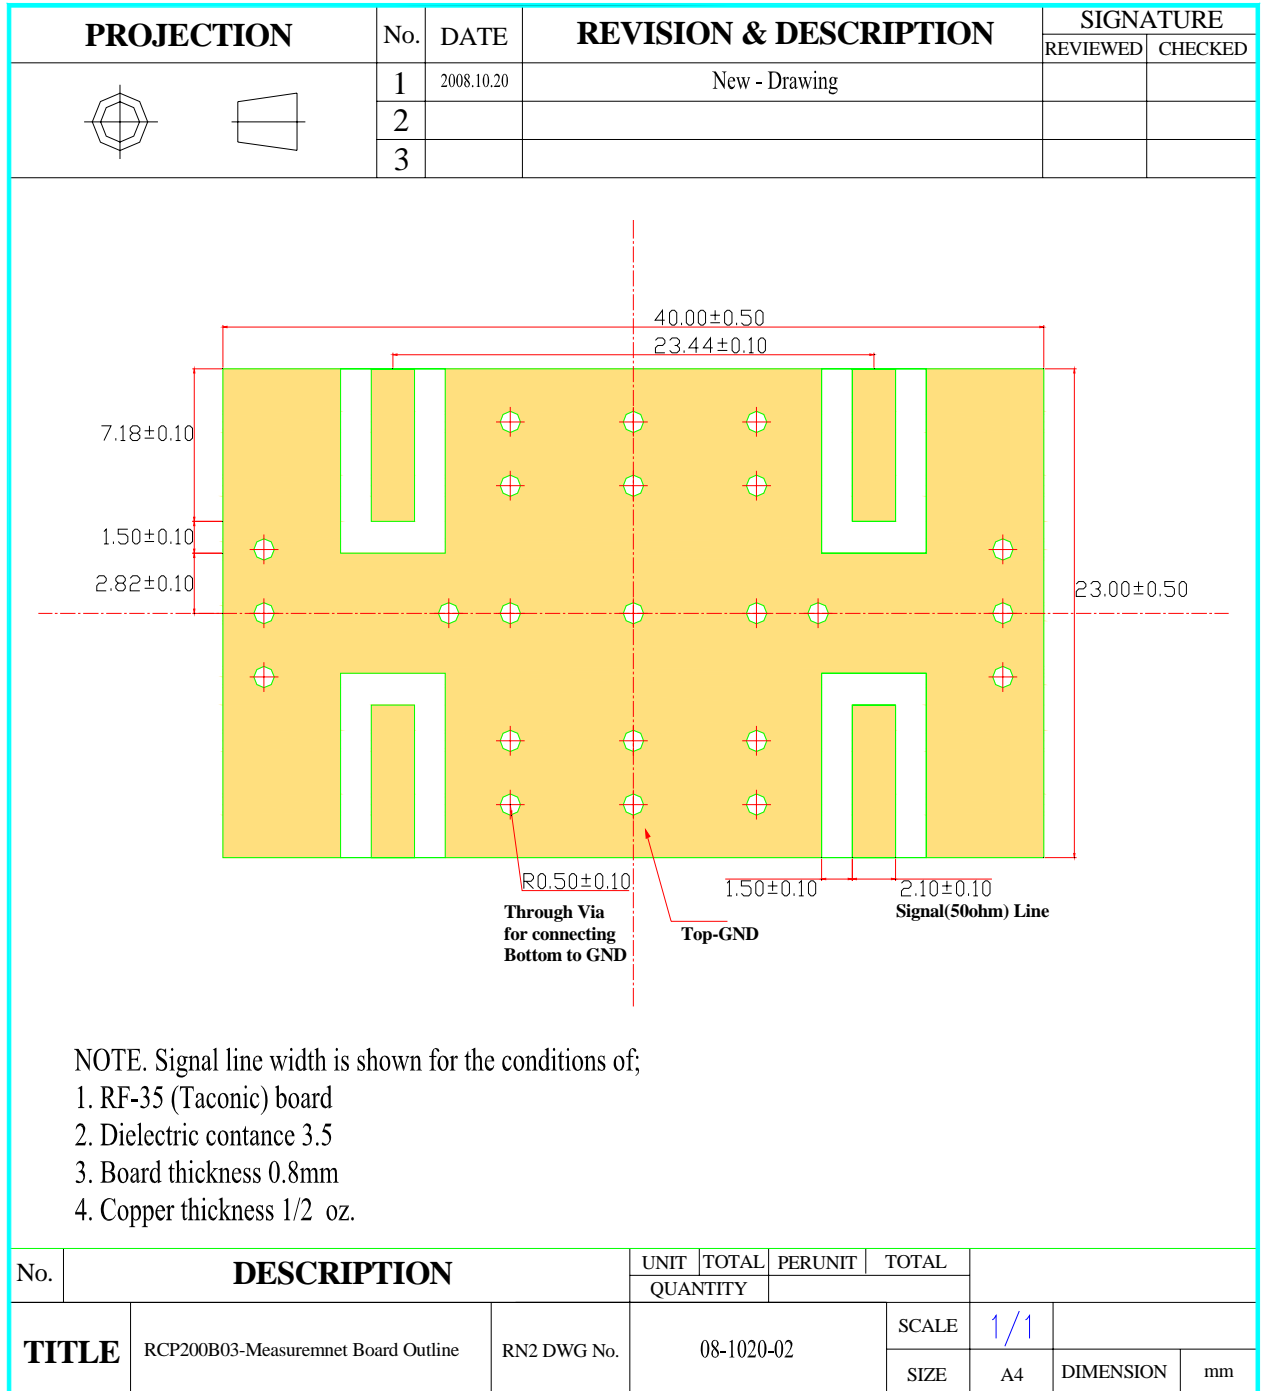 PROJECTION No. DATE REVISION & DESCRIPTION SIGNATURE
REVIEWED CHECKED
1 2008.10.20 New - Drawing
2
3
40.00±0.50
23.44±0.10
7.18±0.10
1.50±0.10
2.82±0.10
23.00±0.50
R0.50±0.10
1.50±0.10
2.10±0.10
Through Via
for connecting
Bottom to GND
Top-GND
Signal(50ohm) Line
NOTE. Signal line width is shown for the conditions of;
1. RF-35 (Taconic) board
2. Dielectric contance 3.5
3. Board thickness 0.8mm
4. Copper thickness 1/2 oz.
No. DESCRIPTION UNIT TOTAL PERUNIT TOTAL
QUANTITY
TITLE RCP200B03-Measuremnet Board Outline RN2 DWG No. 08-1020-02 SCALE 1/1
SIZE A4 DIMENSION mm